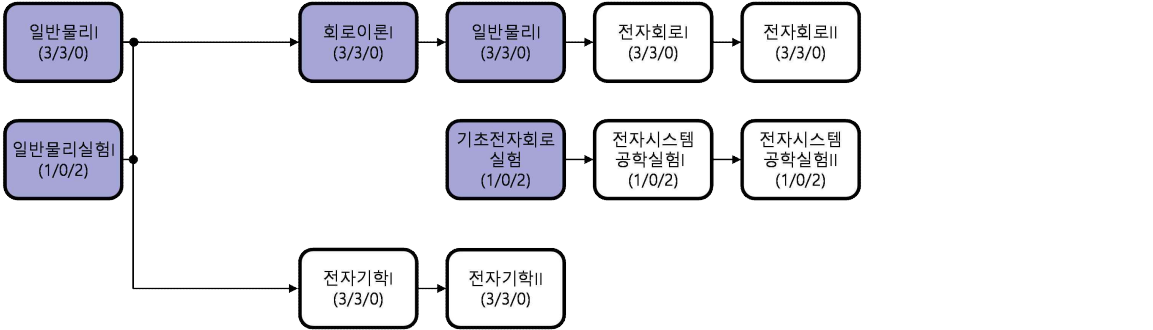 일반물리I
(3/3/0)
회로이론I
(3/3/0)
일반물리I
(3/3/0)
전자회로I
(3/3/0)
전자회로II
(3/3/0)
일반물리실험I
(1/0/2)
기초전자회로
실험
(1/0/2)
전자시스템
공학실험I
(1/0/2)
전자시스템
공학실험II
(1/0/2)
전자기학I
(3/3/0)
전자기학II
(3/3/0)